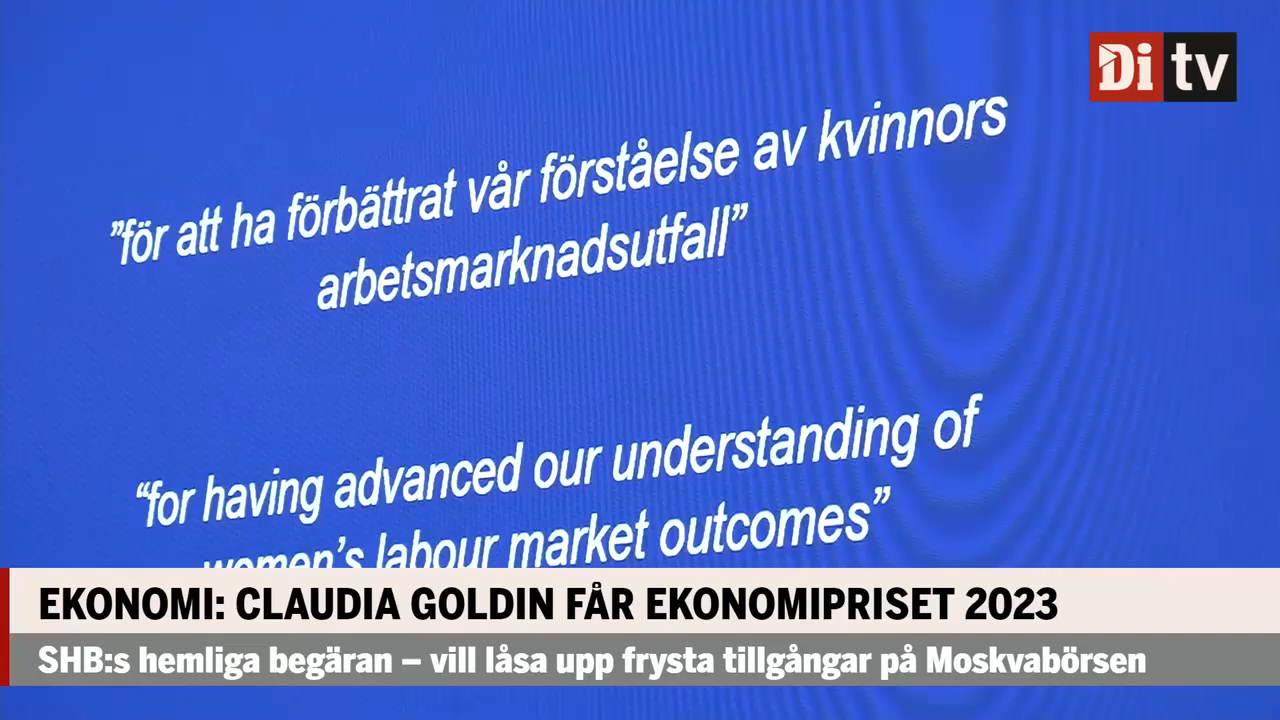 Di tv
”för att ha förbättrat vår förståelse av kvinnors
arbetsmarknadsutfall”
“for having advanced our understanding of
women’s labour market outcomes”
EKONOMI: CLAUDIA GOLDIN FÅR EKONOMIPRISET 2023
SHB:s hemliga begäran – vill låsa upp frysta tillgångar på Moskvabörsen